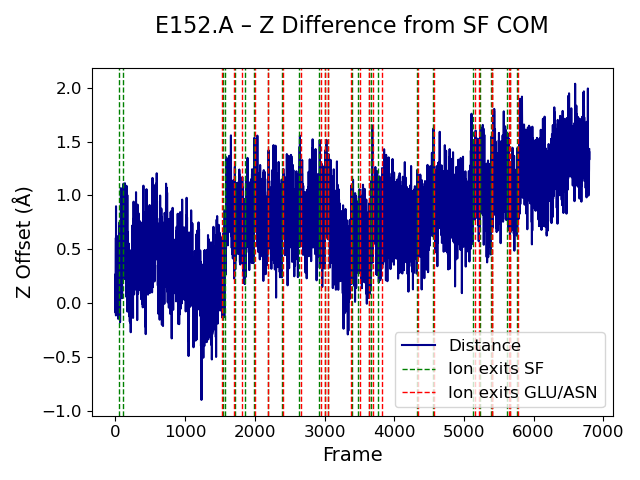 E152.A – Z Difference from SF COM
Z Offset (Å)
2.0
1.5
1.0
0.5
0.0
−0.5
−1.0
Distance
Ion exits SF
Ion exits GLU/ASN
0
1000
2000
3000
4000
5000
6000
7000
Frame